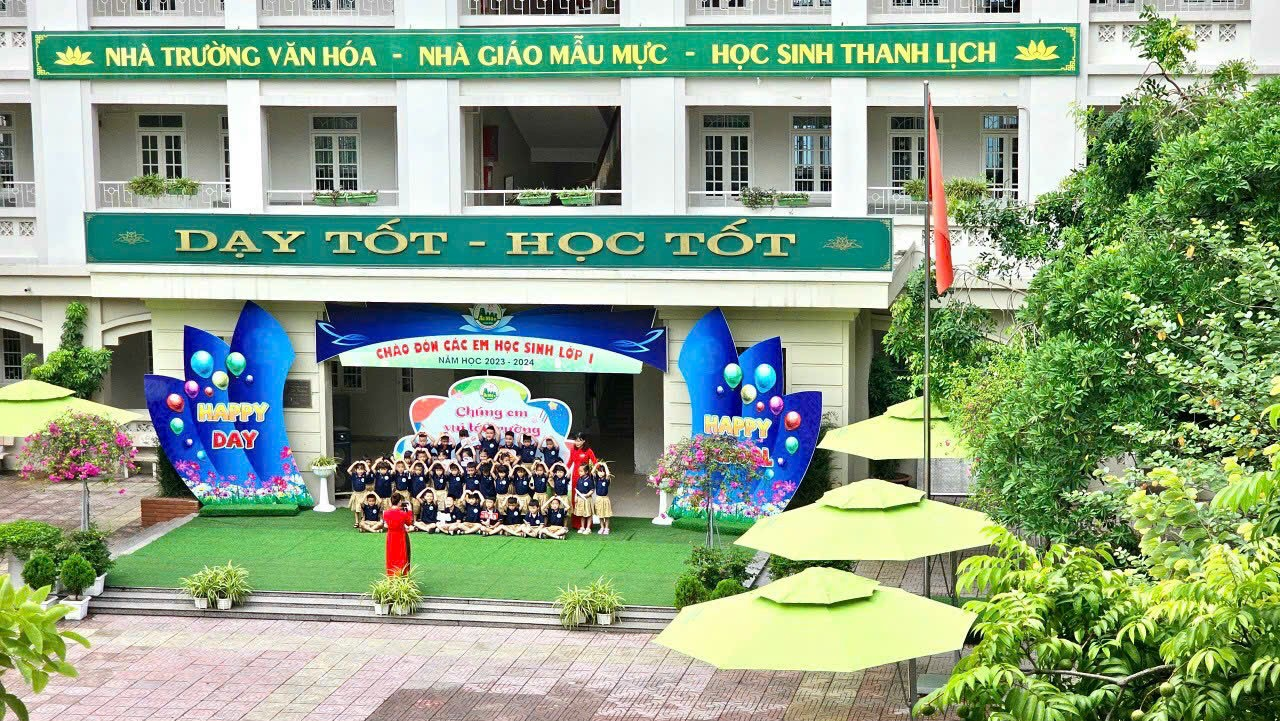 NHÀ TRƯỜNG VĂN HÓA - NHÀ GIÁO MẪU MỰC - HỌC SINH THANH LỊCH
DẠY TỐT - HỌC TỐT
CHÀO ĐÓN CÁC EM HỌC SINH LỚP 1
NĂM HỌC 2023 - 2024
Chúng em
HAPPY
DAY
HAPPY